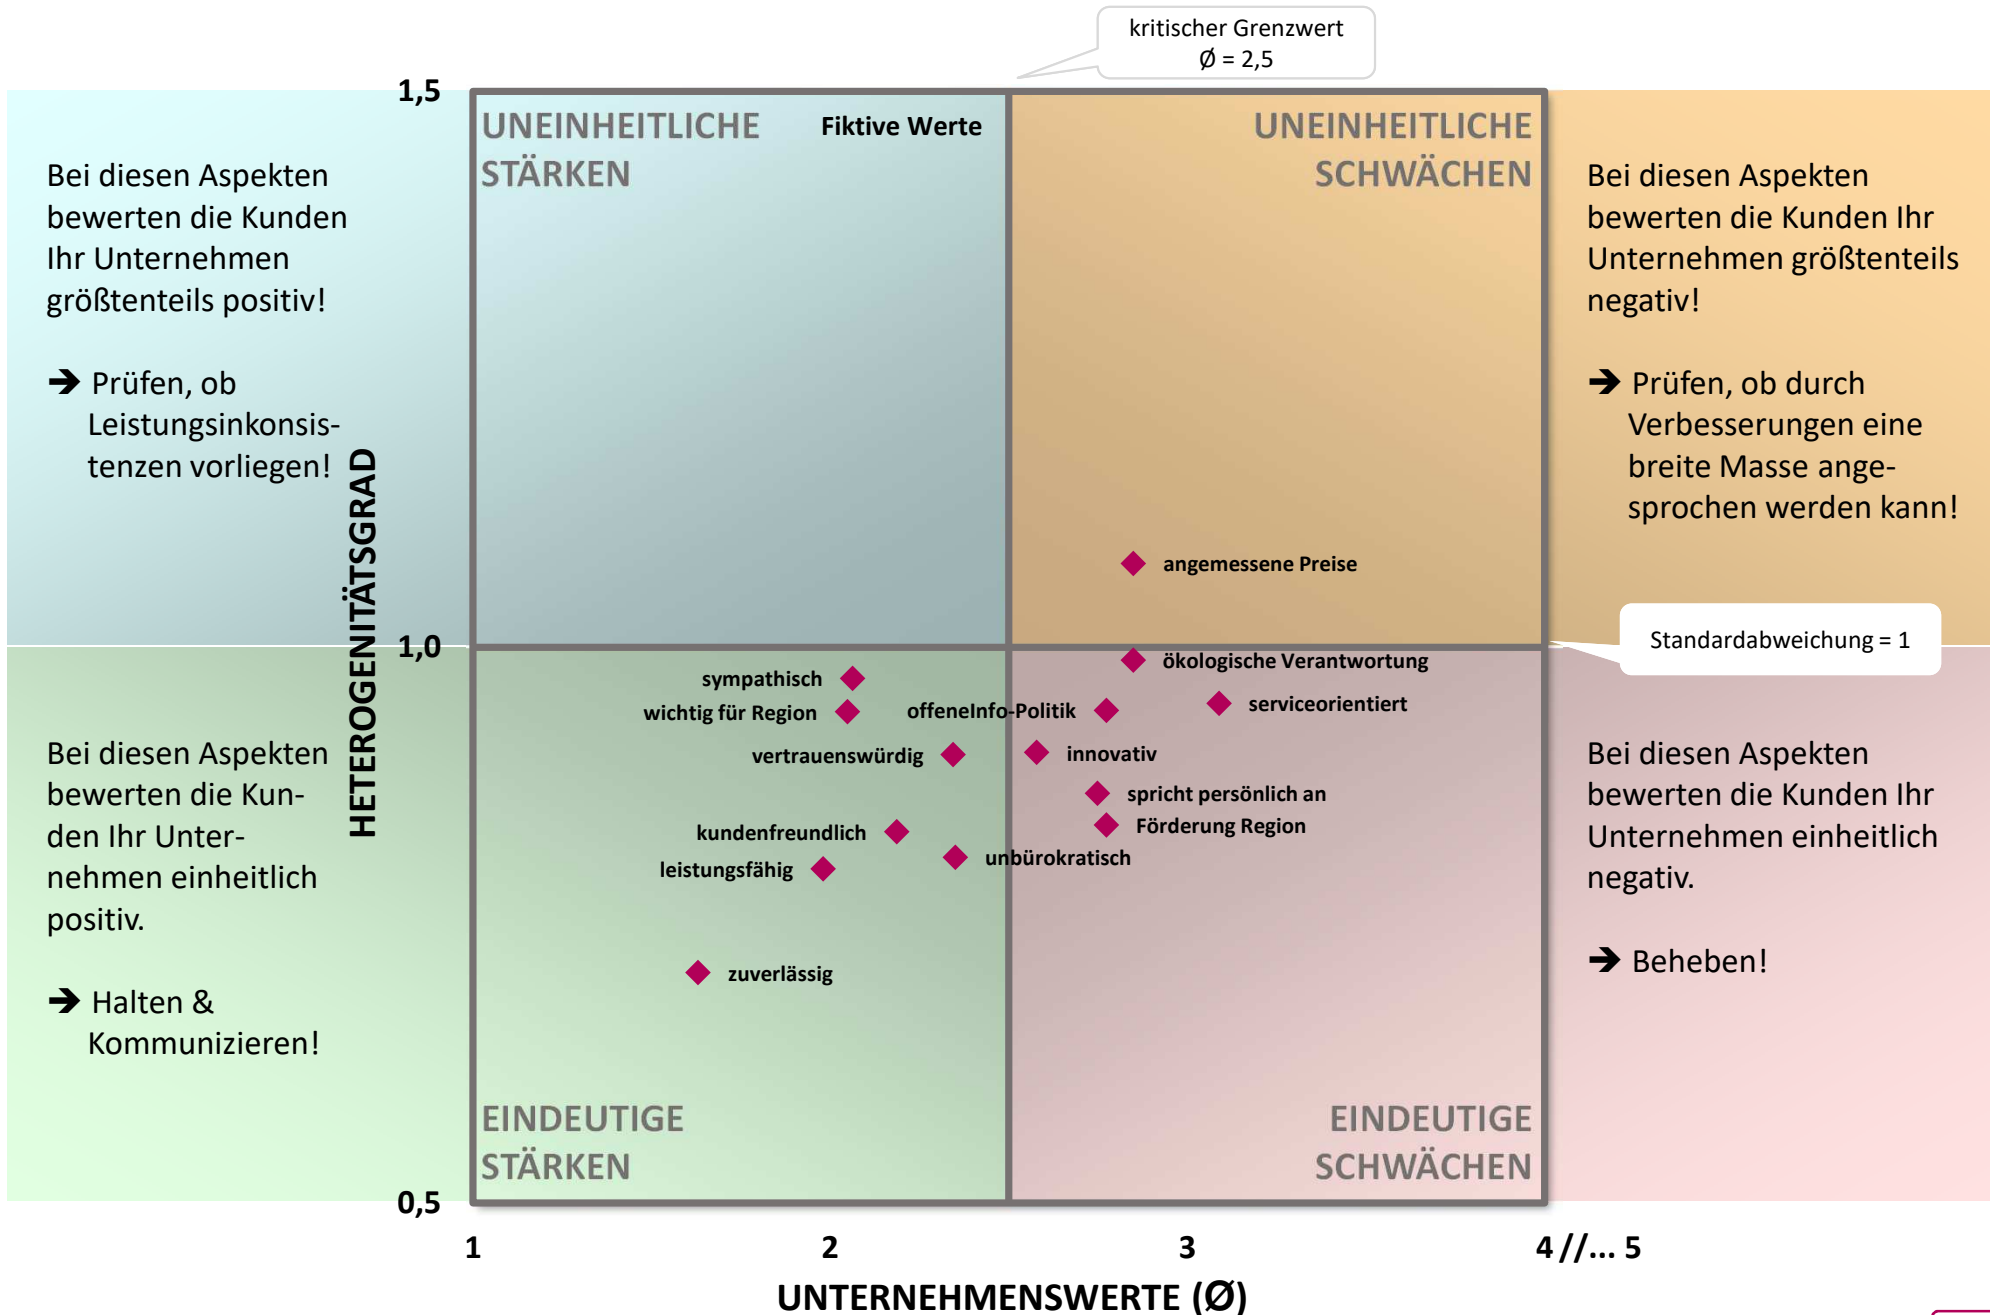 kritischer Grenzwert
Ø = 2,5
1,5
UNEINHEITLICHE
STÄRKEN
Fiktive Werte
UNEINHEITLICHE
SCHWÄCHEN
Bei diesen Aspekten
bewerten die Kunden
Ihr Unternehmen
größtenteils positiv!
➔ Prüfen, ob
Leistungsinkonsis-
tenzen vorliegen!
Bei diesen Aspekten
bewerten die Kunden Ihr
Unternehmen größtenteils
negativ!
➔ Prüfen, ob durch
Verbesserungen eine
breite Masse ange-
sprochen werden kann!
HETEROGENITÄTSGRAD
angemessene Preise
1,0
Standardabweichung = 1
ökologische Verantwortung
sympathisch
serviceorientiert
wichtig für Region
offeneInfo-Politik
vertrauenswürdig
innovativ
spricht persönlich an
Förderung Region
kundenfreundlich
unbürokratisch
leistungsfähig
zuverlässig
Bei diesen Aspekten
bewerten die Kun-
den Ihr Unter-
nehmen einheitlich
positiv.
➔ Halten &
Kommunizieren!
Bei diesen Aspekten
bewerten die Kunden Ihr
Unternehmen einheitlich
negativ.
➔ Beheben!
EINDEUTIGE
STÄRKEN
EINDEUTIGE
SCHWÄCHEN
0,5
1 2 3 4 //... 5
UNTERNEHMENSWERTE (Ø)